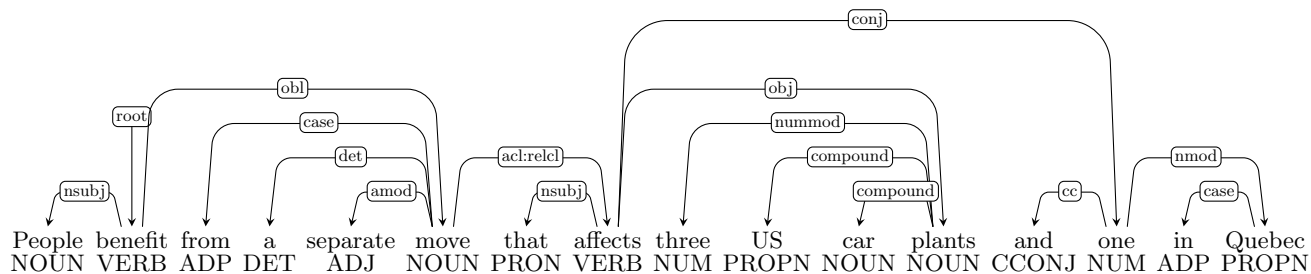 conj
obl obj
root
case nummod
det acl:relcl compound nmod
nsubj amod nsubj compound cc case
People benefit from a separate move that affects three US car plants and one in Quebec
NOUN VERB ADP DET ADJ NOUN PRON VERB NUM PROPN NOUN NOUN CCONJ NUM ADP PROPN